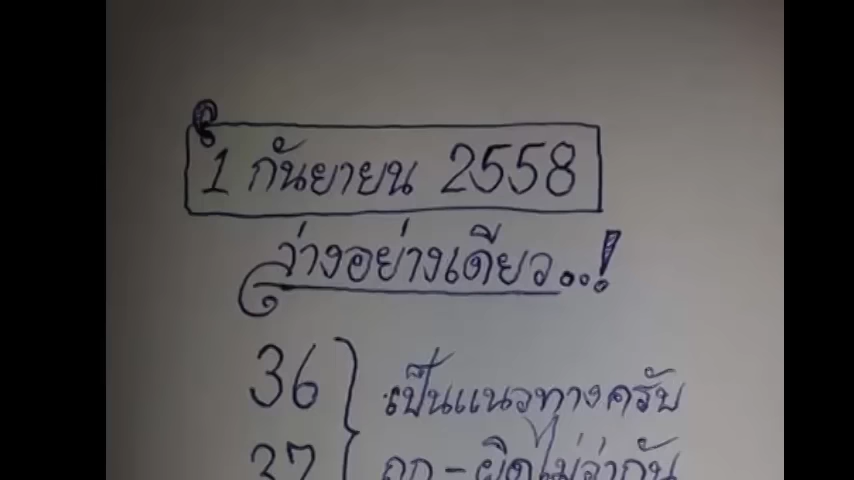 1 กันยายน 2558
ล่างอย่างเดียว..!
36 } เป็นแนวทางครับ
37 ถูก-ผิดไม่ว่ากัน